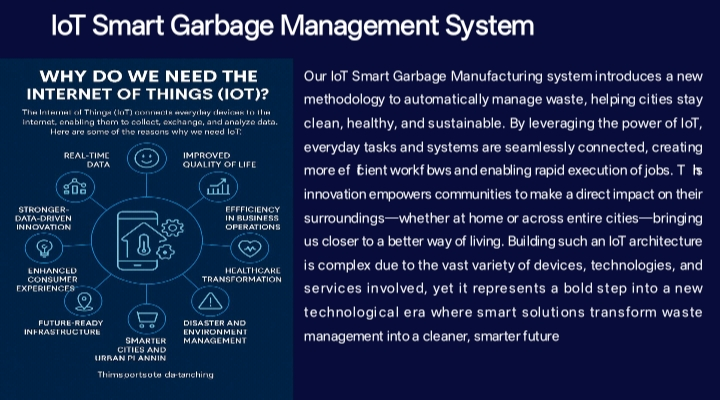 IoT Smart Garbage Management System
WHY DO WE NEED THE
INTERNET OF THINGS (IOT)?
The Internet of Things (IoT) connects everyday devices to the
internet, enabling them to collect, exchange, and analyze data.
Here are some of the reasons why we need IoT:
REAL-TIME
DATA
IMPROVED
QUALITY OF LIFE
STRONGER-
DATA-DRIVEN
INNOVATION
EFFFICIENCY
IN BUSINESS
OPERATIONS
ENHANCED
CONSUMER
EXPERIENCES
HEALTHCARE
TRANSFORMATION
FUTURE-READY
INFRASTRUCTURE
DISASTER AND
ENVIRONMENT
MANAGEMENT
SMARTER
CITIES AND
URBAN PLANNIN
Our IoT Smart Garbage Manufacturing system introduces a new
methodology to automatically manage waste, helping cities stay
clean, healthy, and sustainable. By leveraging the power of IoT,
everyday tasks and systems are seamlessly connected, creating
more efficient workflows and enabling rapid execution of jobs. This
innovation empowers communities to make a direct impact on their
surroundings—whether at home or across entire cities—bringing
us closer to a better way of living. Building such an IoT architecture
is complex due to the vast variety of devices, technologies, and
services involved, yet it represents a bold step into a new
technological era where smart solutions transform waste
management into a cleaner, smarter future